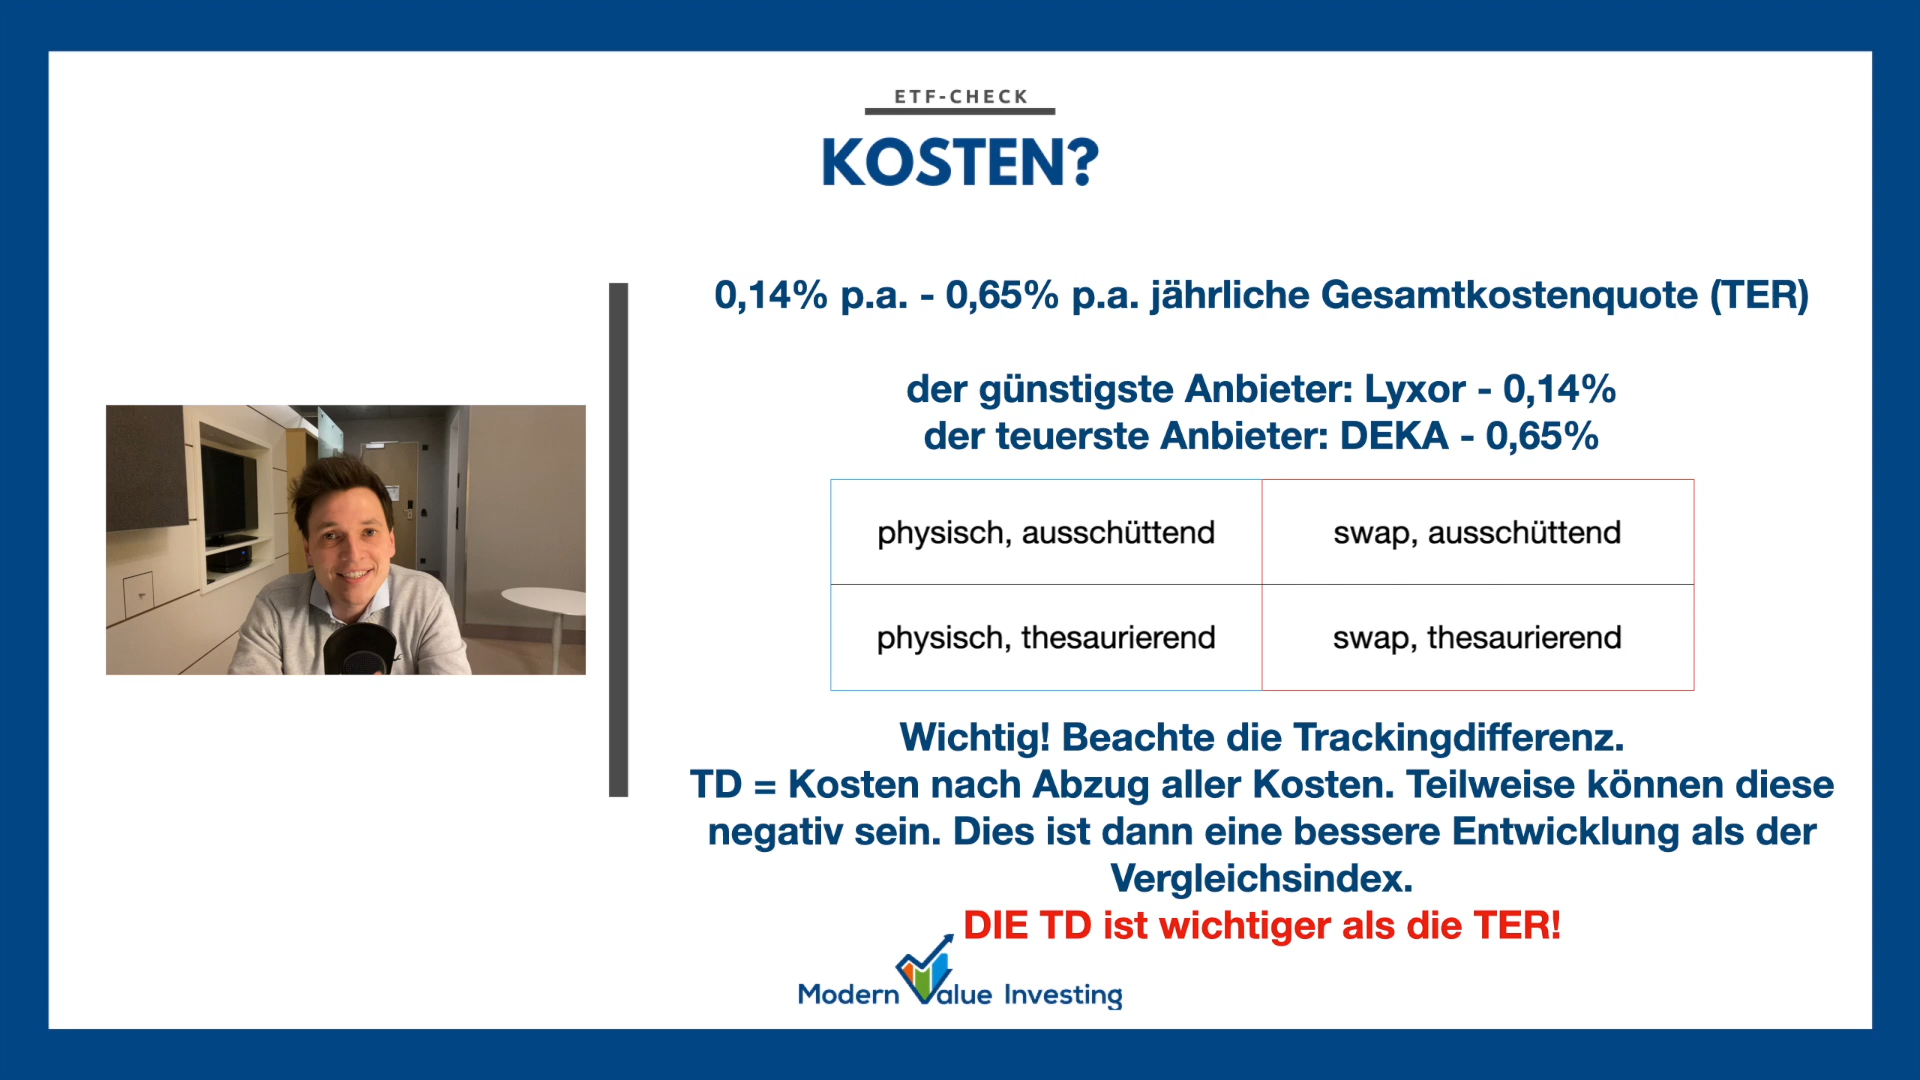 ETF-CHECK
KOSTEN?
0,14% p.a. - 0,65% p.a. jährliche Gesamtkostenquote (TER)
der günstigste Anbieter: Lyxor - 0,14%
der teuerste Anbieter: DEKA - 0,65%
physisch, ausschüttend
swap, ausschüttend
physisch, thesaurierend
swap, thesaurierend
Wichtig! Beachte die Trackingdifferenz.
TD = Kosten nach Abzug aller Kosten. Teilweise können diese
negativ sein. Dies ist dann eine bessere Entwicklung als der
Vergleichsindex.
DIE TD ist wichtiger als die TER!
Modern Value Investing